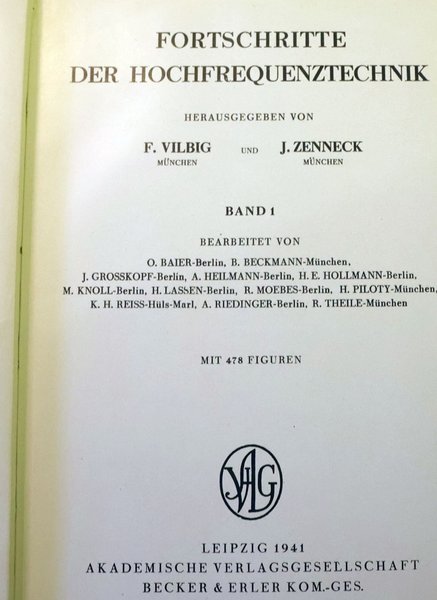 FORTSCHRITTE
DER HOCHFREQUENZTECHNIK
HERAUSGEGEBEN VON
F. VILBIG UND J. ZENNECK
MÜNCHEN MÜNCHEN
BAND 1
BEARBEITET VON
O. BAIER-Berlin, B. BECKMANN-München,
J. GROSSKOPF-Berlin, A. HEILMANN-Berlin, H. E. HOLLMANN-Berlin,
M. KNOLL-Berlin, H. LASSEN-Berlin, R. MOEBES-Berlin, H. PILOTY-München,
K. H. REISS-Hüls-Marl, A. RIEDINGER-Berlin, R. THEILE-München
MIT 478 FIGUREN
VAG
LEIPZIG 1941
AKADEMISCHE VERLAGSGESELLSCHAFT
BECKER & ERLER KOM.-GES.